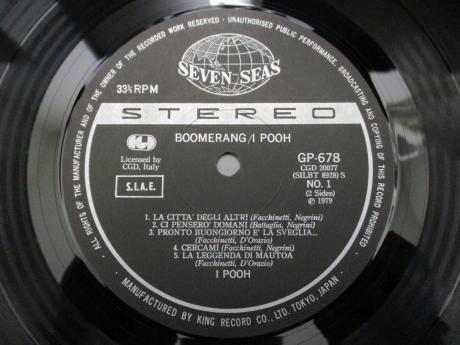 ALL RIGHTS OF THE MANUFACTURER AND OF THE OWNER OF THE RECORDED WORK RESERVED · UNAUTHORISED PUBLIC PERFORMANCE, BROADCASTING AND COPYING OF THIS RECORD PROHIBITED
SEVEN SEAS
33⅓ RPM
STEREO
BOOMERANG/I POOH
Licensed by
CGD, Italy
S.I.A.E.
GP-678
CGD 20077
(SILBT 8928) S
NO. 1
(2 Sides)
Ⓟ 1979
1. LA CITTA' DEGLI ALTRI (Facchinetti, Negrini)
2. CI PENSERO' DOMANI (Battaglia, Negrini)
3. PRONTO BUONGIORNO E' LA SVEGLIA...
(Facchinetti, D'Orazio)
4. CERCAMI (Facchinetti, Negrini)
5. LA LEGGENDA DI MAUTOA
(Facchinetti, D'Orazio)
I POOH
MANUFACTURED BY KING RECORD CO., LTD. TOKYO, JAPAN